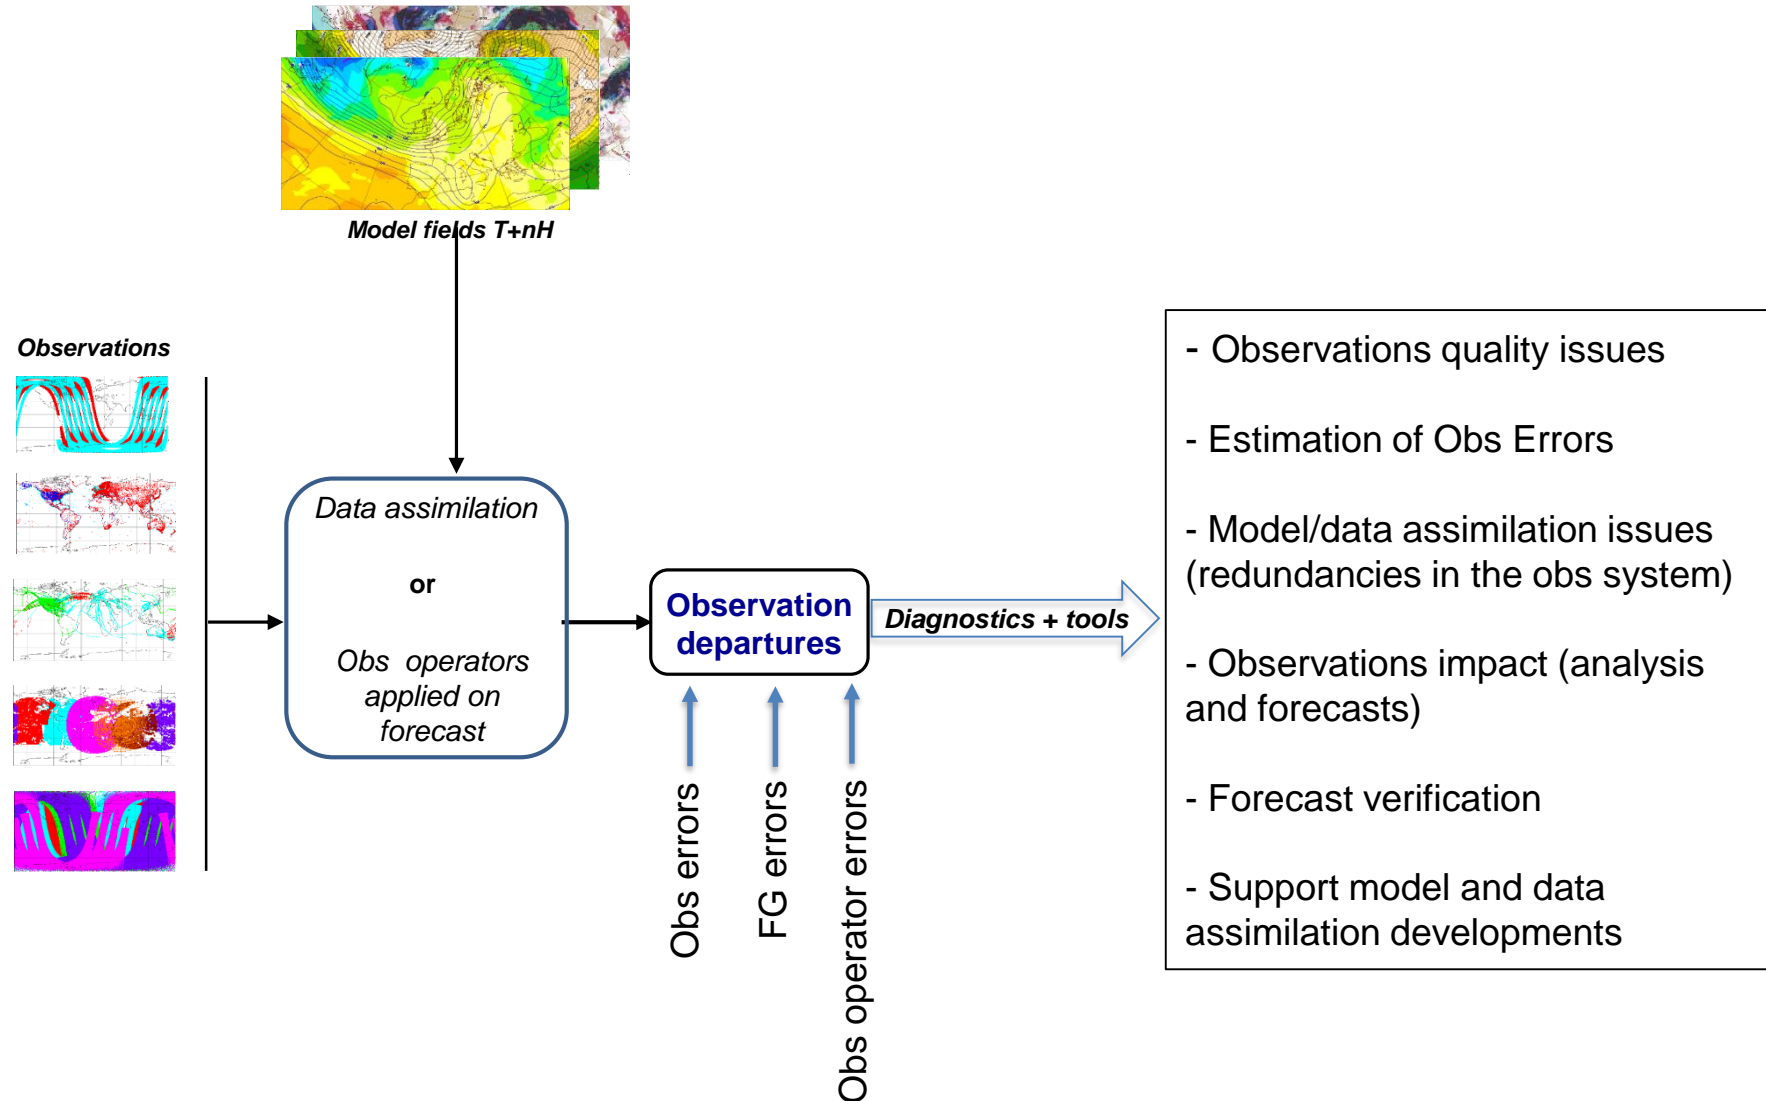 Model fields T+nH
Observations
Data assimilation
or
Obs operators
applied on
forecast
Observation
departures
Diagnostics + tools
Obs errors
FG errors
Obs operator errors
- Observations quality issues
- Estimation of Obs Errors
- Model/data assimilation issues
(redundancies in the obs system)
- Observations impact (analysis
and forecasts)
- Forecast verification
- Support model and data
assimilation developments